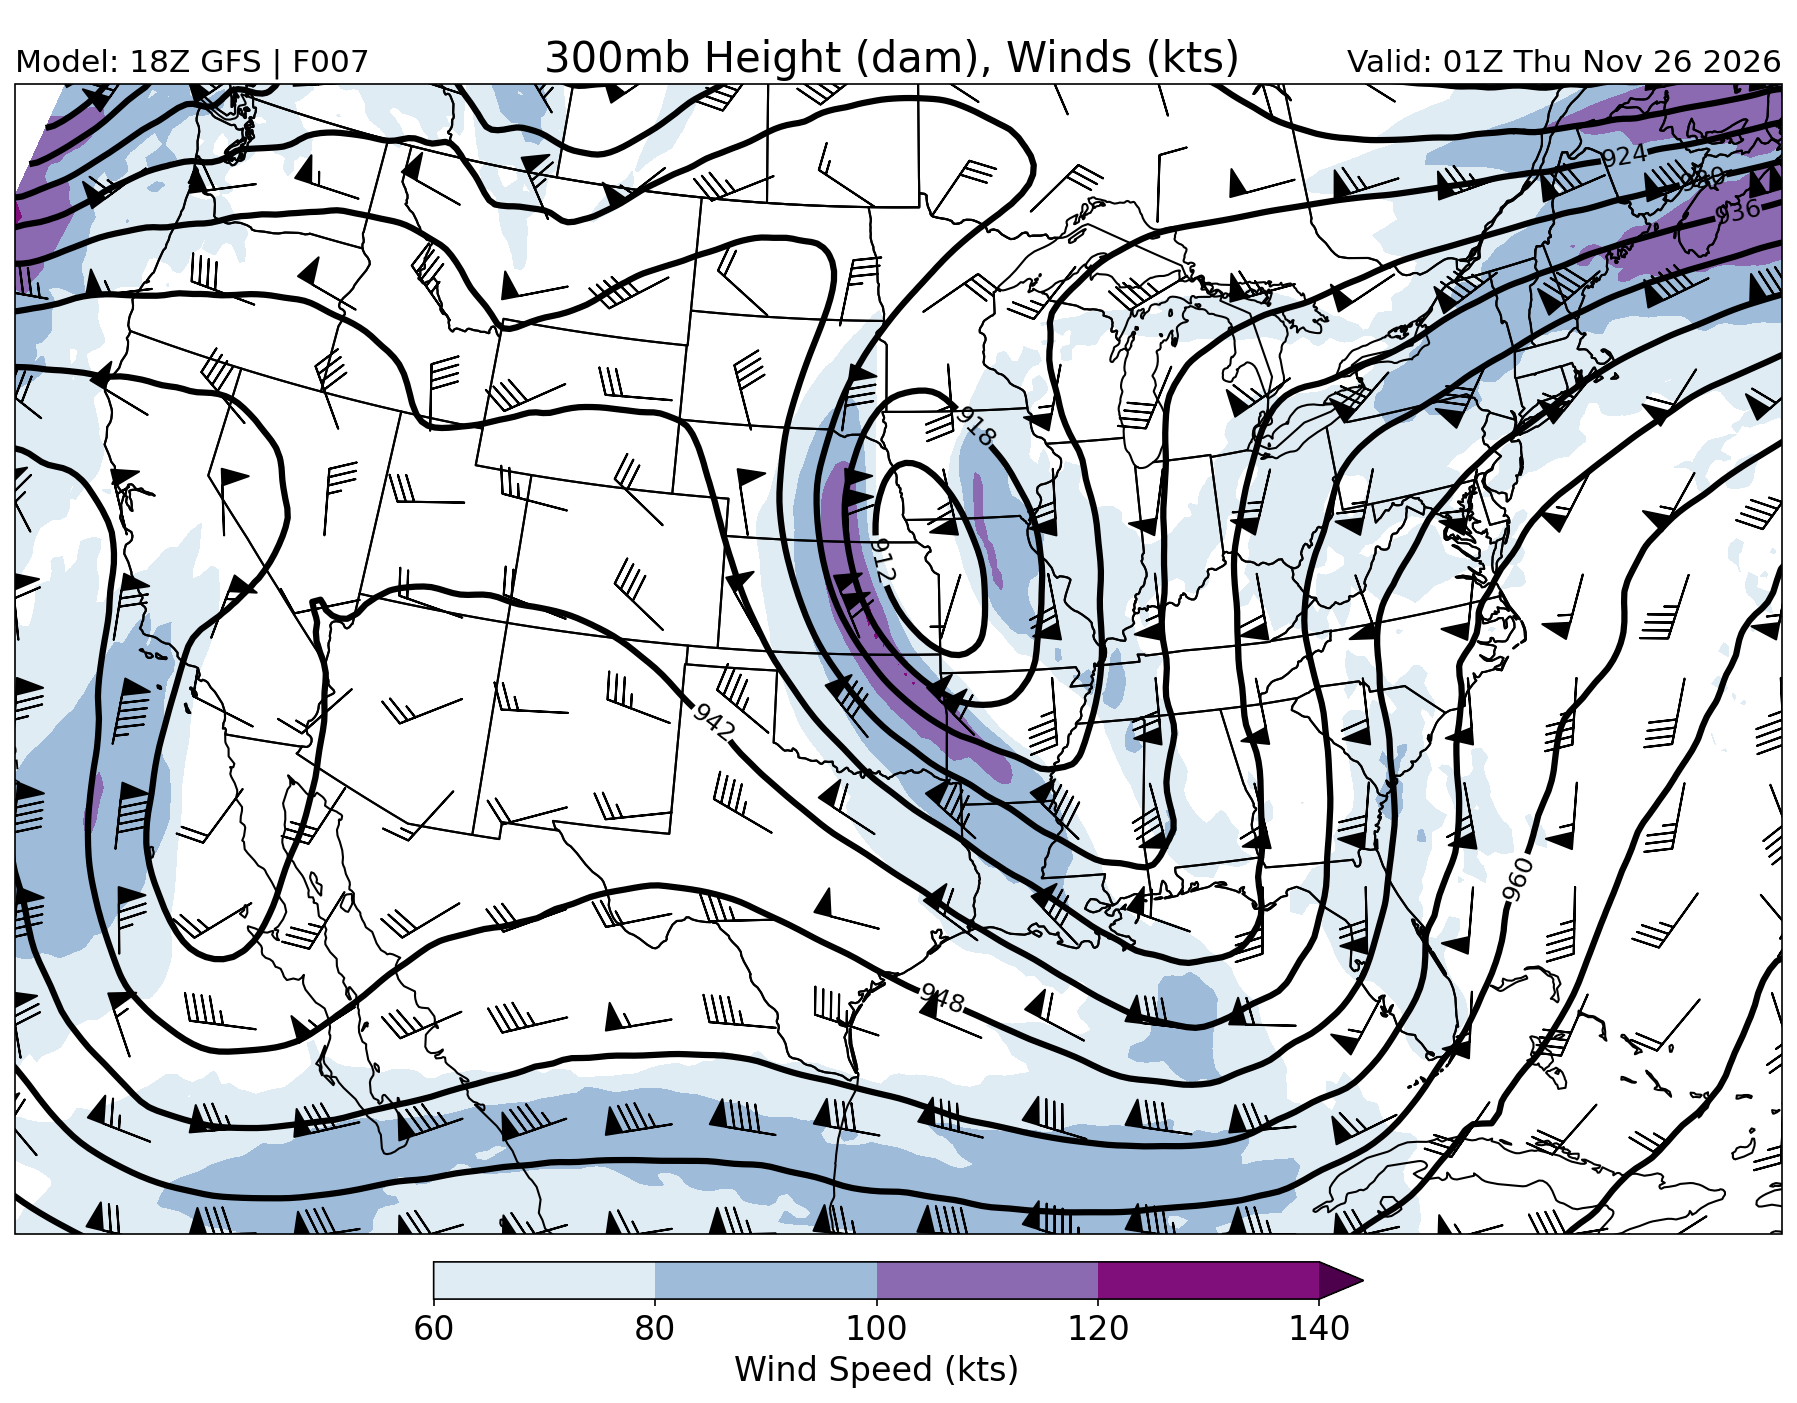 Model: 18Z GFS | F007
300mb Height (dam), Winds (kts)
Valid: 01Z Thu Nov 26 2026
924
930
936
918
912
942
960
948
60 80 100 120 140
Wind Speed (kts)